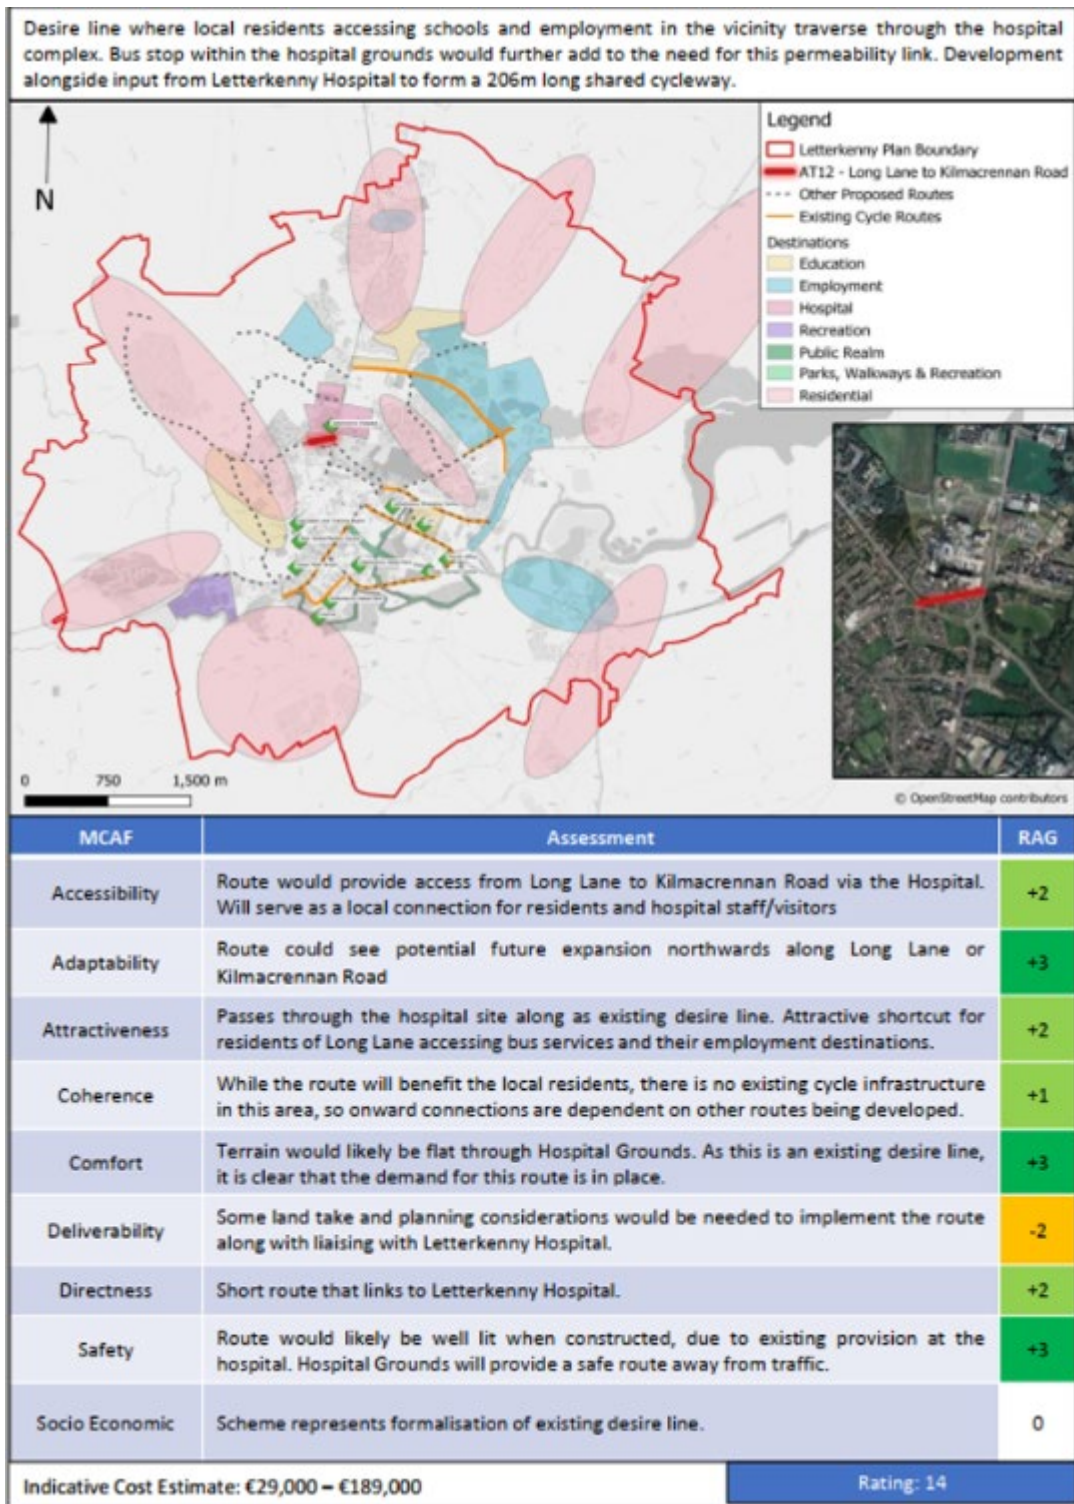 Desire line where local residents accessing schools and employment in the vicinity traverse through the hospital
complex. Bus stop within the hospital grounds would further add to the need for this permeability link. Development
alongside input from Letterkenny Hospital to form a 206m long shared cycleway.
N
Legend
Letterkenny Plan Boundary
AT12 - Long Lane to Kilmacrennan Road
Other Proposed Routes
Existing Cycle Routes
Destinations
Education
Employment
Hospital
Recreation
Public Realm
Parks, Walkways & Recreation
Residential
0 750 1,500 m
© OpenStreetMap contributors
MCAF Assessment RAG
Accessibility
Route would provide access from Long Lane to Kilmacrennan Road via the Hospital.
Will serve as a local connection for residents and hospital staff/visitors
+2
Adaptability
Route could see potential future expansion northwards along Long Lane or
Kilmacrennan Road
+3
Attractiveness
Passes through the hospital site along as existing desire line. Attractive shortcut for
residents of Long Lane accessing bus services and their employment destinations.
+2
Coherence
While the route will benefit the local residents, there is no existing cycle infrastructure
in this area, so onward connections are dependent on other routes being developed.
+1
Comfort
Terrain would likely be flat through Hospital Grounds. As this is an existing desire line,
it is clear that the demand for this route is in place.
+3
Deliverability
Some land take and planning considerations would be needed to implement the route
along with liaising with Letterkenny Hospital.
-2
Directness
Short route that links to Letterkenny Hospital.
+2
Safety
Route would likely be well lit when constructed, due to existing provision at the
hospital. Hospital Grounds will provide a safe route away from traffic.
+3
Socio Economic
Scheme represents formalisation of existing desire line.
0
Indicative Cost Estimate: €29,000 – €189,000
Rating: 14